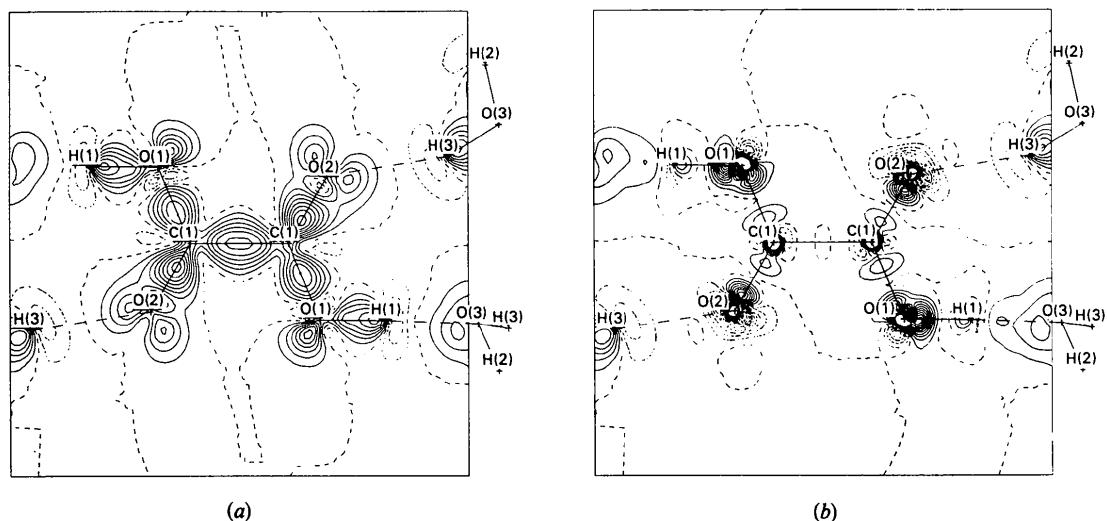 H(2)
O(3)
H(3)
H(1) O(1)
O(2)
C(1) C(1)
O(2)
H(3)
O(1) H(1) O(3) H(3)
H(2)
(a)
H(2)
O(3)
H(3)
H(1) O(1)
O(2)
C(1) C(1)
O(2)
H(3)
O(1) H(1) O(3) H(3)
H(2)
(b)